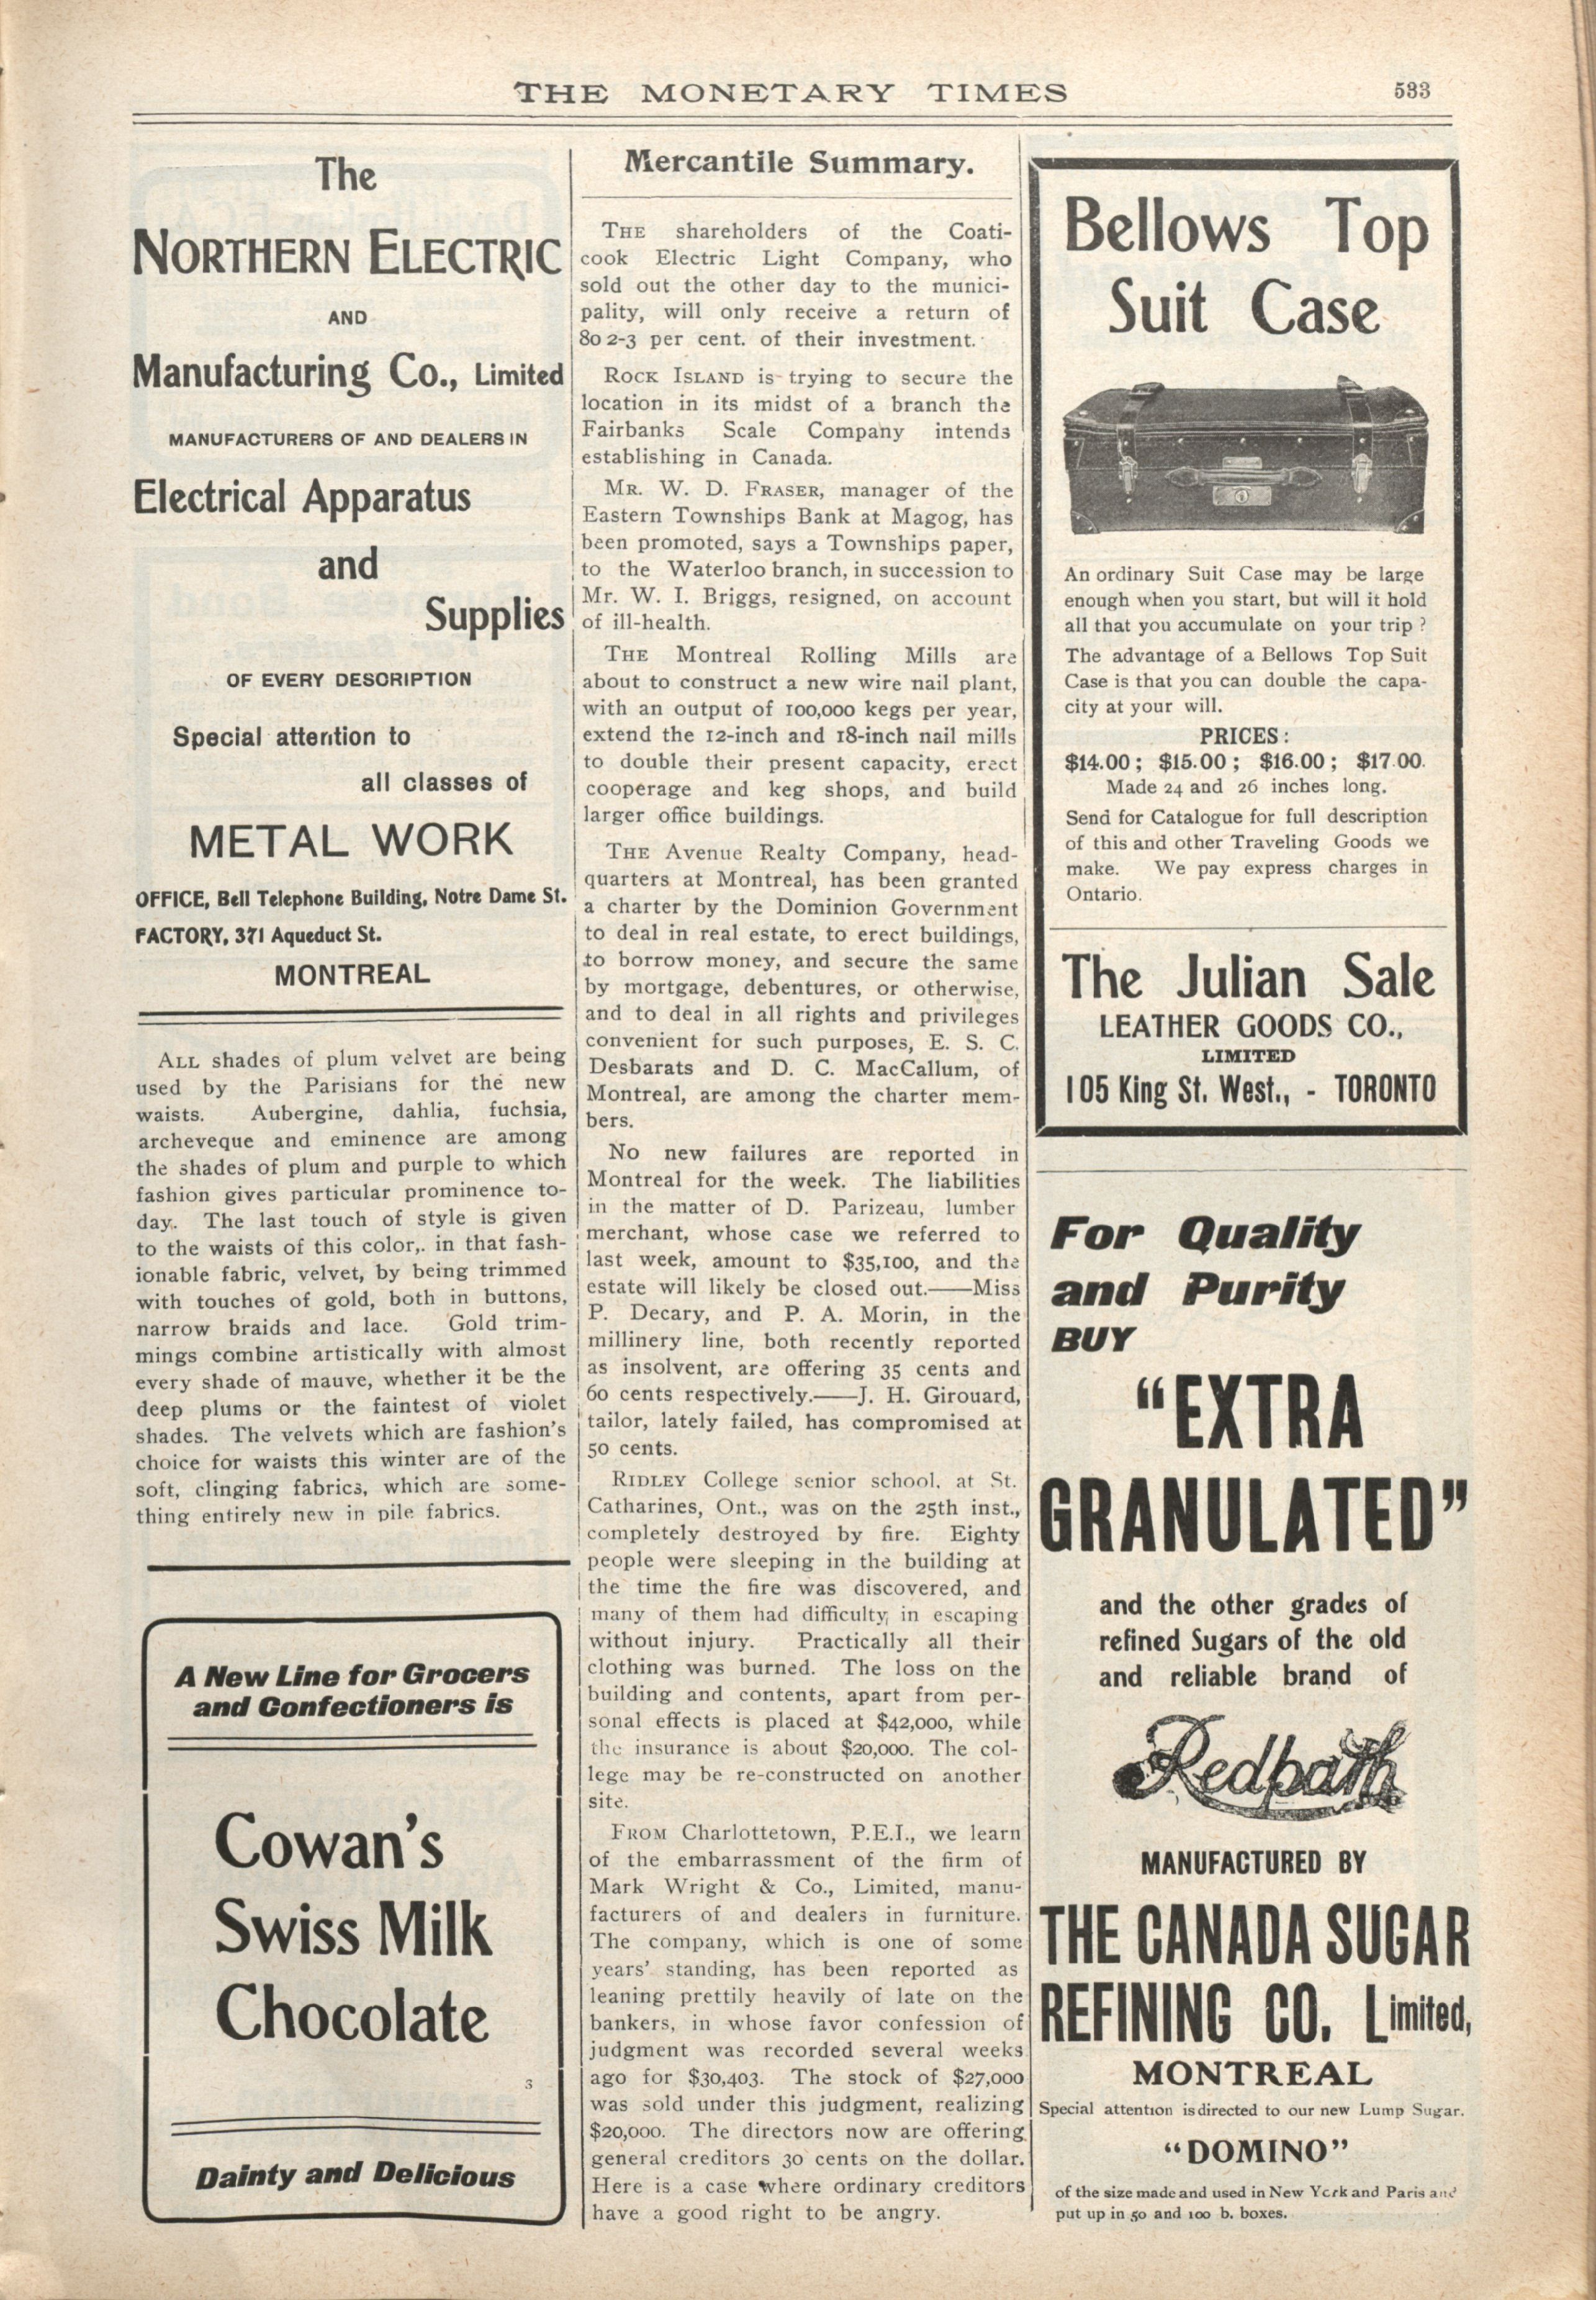 THE MONETARY TIMES
533
The
NORTHERN ELECTRIC
AND
Manufacturing Co., Limited
MANUFACTURERS OF AND DEALERS IN
Electrical Apparatus
and
Supplies
OF EVERY DESCRIPTION
Special attention to
all classes of
METAL WORK
OFFICE, Bell Telephone Building, Notre Dame St.
FACTORY, 371 Aqueduct St.
MONTREAL
ALL shades of plum velvet are being
used by the Parisians for the new
waists. Aubergine, dahlia, fuchsia,
archeveque and eminence are among
the shades of plum and purple to which
fashion gives particular prominence to-
day. The last touch of style is given
to the waists of this color,. in that fash-
ionable fabric, velvet, by being trimmed
with touches of gold, both in buttons,
narrow braids and lace. Gold trim-
mings combine artistically with almost
every shade of mauve, whether it be the
deep plums or the faintest of violet
shades. The velvets which are fashion's
choice for waists this winter are of the
soft, clinging fabrics, which are some-
thing entirely new in pile fabrics.
A New Line for Grocers
and Confectioners is
Cowan's
Swiss Milk
Chocolate
3
Dainty and Delicious
Mercantile Summary.
THE shareholders of the Coati-
cook Electric Light Company, who
sold out the other day to the munici-
pality, will only receive a return of
80 2-3 per cent. of their investment.
ROCK ISLAND is trying to secure the
location in its midst of a branch the
Fairbanks Scale Company intends
establishing in Canada.
MR. W. D. FRASER, manager of the
Eastern Townships Bank at Magog, has
been promoted, says a Townships paper,
to the Waterloo branch, in succession to
Mr. W. I. Briggs, resigned, on account
of ill-health.
THE Montreal Rolling Mills are
about to construct a new wire nail plant,
with an output of 100,000 kegs per year,
extend the 12-inch and 18-inch nail mills
to double their present capacity, erect
cooperage and keg shops, and build
larger office buildings.
THE Avenue Realty Company, head-
quarters at Montreal, has been granted
a charter by the Dominion Government
to deal in real estate, to erect buildings,
to borrow money, and secure the same
by mortgage, debentures, or otherwise,
and to deal in all rights and privileges
convenient for such purposes, E. S. C.
Desbarats and D. C. MacCallum, of
Montreal, are among the charter mem-
bers.
No new failures are reported in
Montreal for the week. The liabilities
in the matter of D. Parizeau, lumber
merchant, whose case we referred to
last week, amount to $35,100, and the
estate will likely be closed out.——Miss
P. Decary, and P. A. Morin, in the
millinery line, both recently reported
as insolvent, are offering 35 cents and
60 cents respectively.——J. H. Girouard,
tailor, lately failed, has compromised at
50 cents.
RIDLEY College senior school, at St.
Catharines, Ont., was on the 25th inst.,
completely destroyed by fire. Eighty
people were sleeping in the building at
the time the fire was discovered, and
many of them had difficulty in escaping
without injury. Practically all their
clothing was burned. The loss on the
building and contents, apart from per-
sonal effects is placed at $42,000, while
the insurance is about $20,000. The col-
lege may be re-constructed on another
site.
FROM Charlottetown, P.E.I., we learn
of the embarrassment of the firm of
Mark Wright & Co., Limited, manu-
facturers of and dealers in furniture.
The company, which is one of some
years' standing, has been reported as
leaning prettily heavily of late on the
bankers, in whose favor confession of
judgment was recorded several weeks
ago for $30,403. The stock of $27,000
was sold under this judgment, realizing
$20,000. The directors now are offering
general creditors 30 cents on the dollar.
Here is a case where ordinary creditors
have a good right to be angry.
Bellows Top
Suit Case
An ordinary Suit Case may be large
enough when you start, but will it hold
all that you accumulate on your trip?
The advantage of a Bellows Top Suit
Case is that you can double the capa-
city at your will.
PRICES:
$14.00; $15.00; $16.00; $17.00.
Made 24 and 26 inches long.
Send for Catalogue for full description
of this and other Traveling Goods we
make. We pay express charges in
Ontario.
The Julian Sale
LEATHER GOODS CO.,
LIMITED
105 King St. West., - TORONTO
For Quality
and Purity
BUY
"EXTRA
GRANULATED"
and the other grades of
refined Sugars of the old
and reliable brand of
Redpath
MANUFACTURED BY
THE CANADA SUGAR
REFINING CO. Limited,
MONTREAL
Special attention is directed to our new Lump Sugar.
"DOMINO"
of the size made and used in New York and Paris and
put up in 50 and 100 b. boxes.